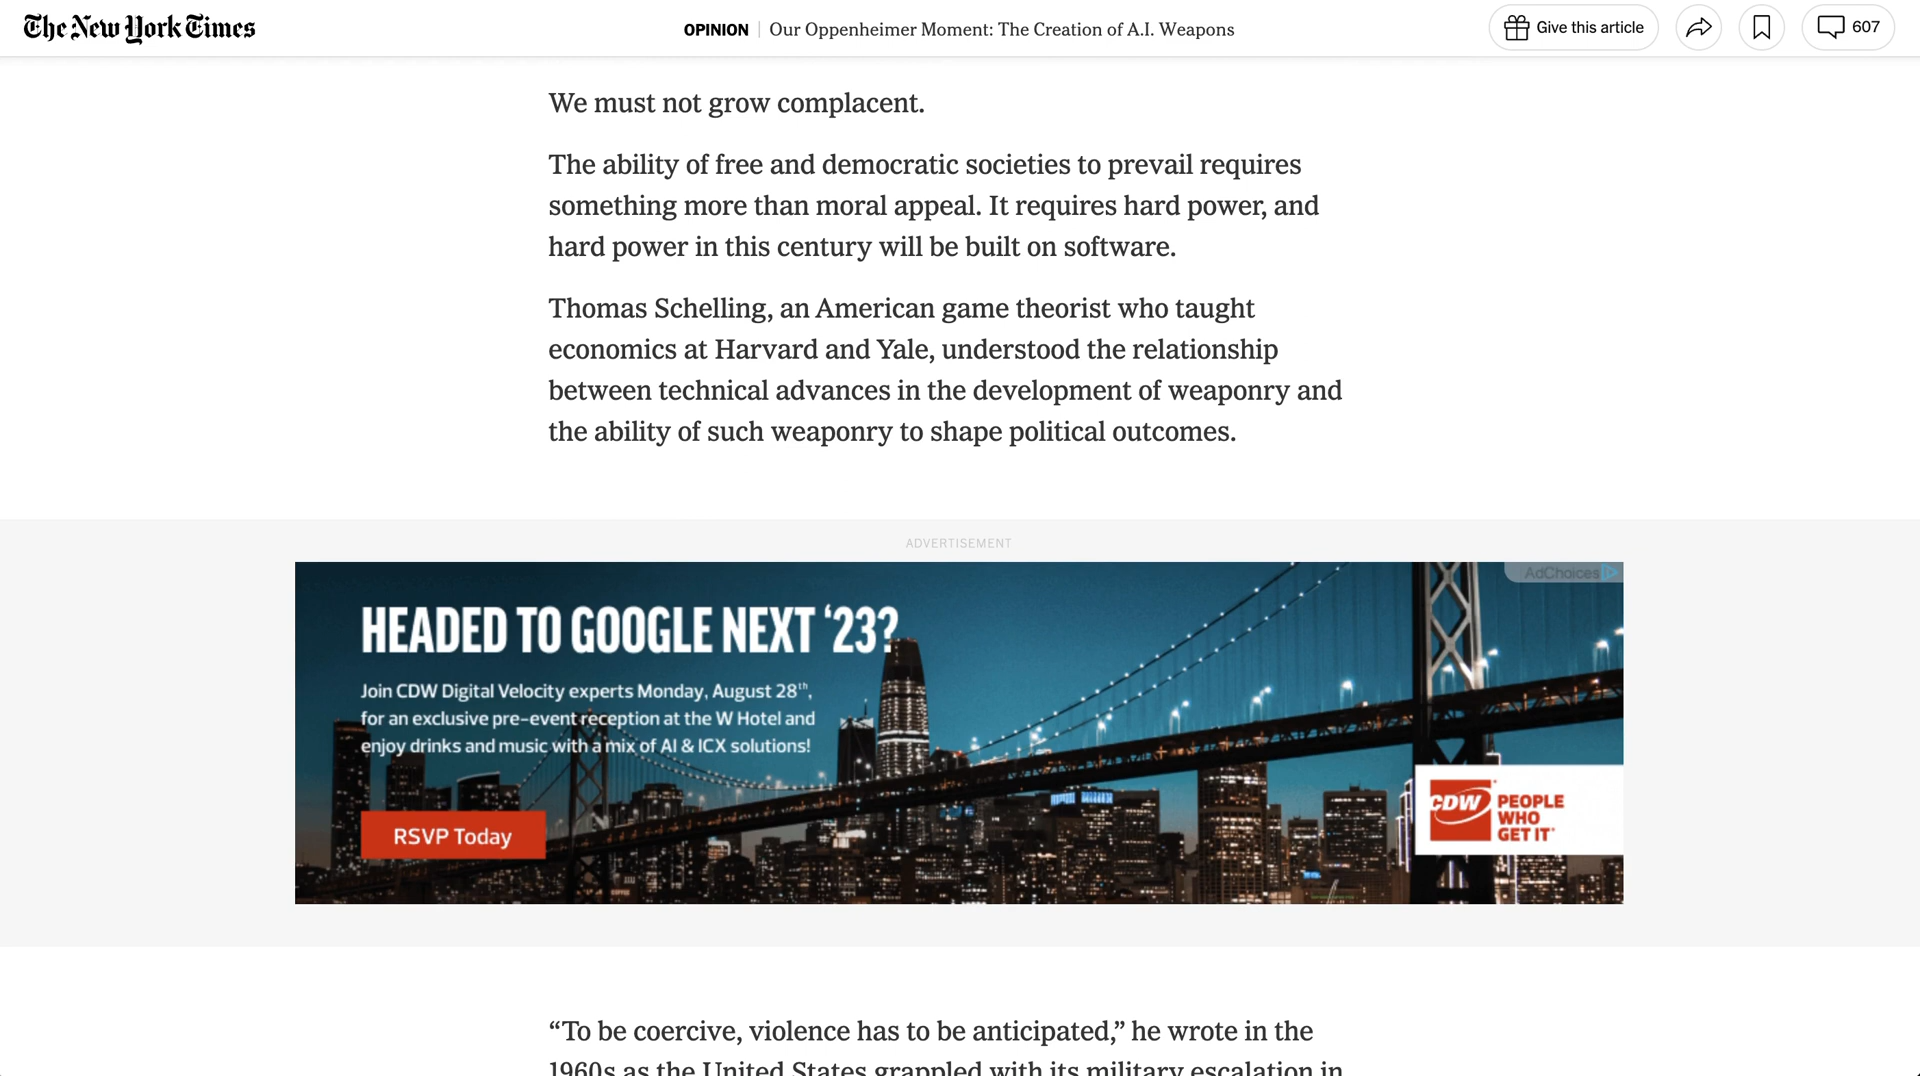 The New York Times
OPINION | Our Oppenheimer Moment: The Creation of A.I. Weapons
Give this article
607
We must not grow complacent.
The ability of free and democratic societies to prevail requires
something more than moral appeal. It requires hard power, and
hard power in this century will be built on software.
Thomas Schelling, an American game theorist who taught
economics at Harvard and Yale, understood the relationship
between technical advances in the development of weaponry and
the ability of such weaponry to shape political outcomes.
ADVERTISEMENT
AdChoices
HEADED TO GOOGLE NEXT ‘23?
Join CDW Digital Velocity experts Monday, August 28th,
for an exclusive pre-event reception at the W Hotel and
enjoy drinks and music with a mix of AI & ICX solutions!
RSVP Today
CDW
PEOPLE
WHO
GET IT
“To be coercive, violence has to be anticipated,” he wrote in the
1960s as the United States grappled with its military escalation in